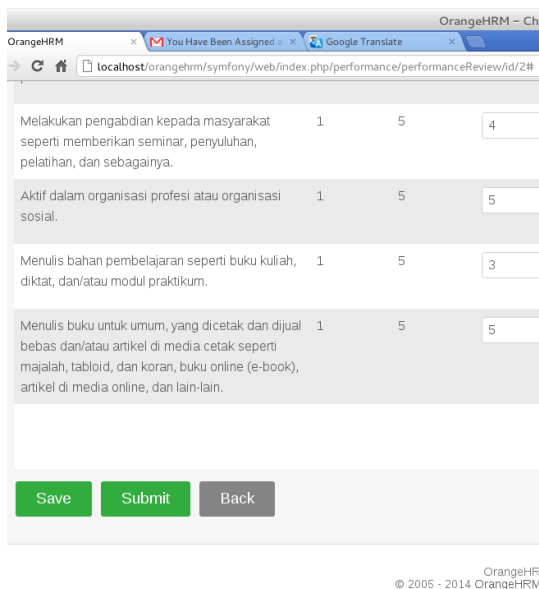 OrangeHRM – Ch
OrangeHRM × You Have Been Assigned a × Google Translate ×
localhost/orangehrm/symfony/web/index.php/performance/performanceReview/id/2#
Melakukan pengabdian kepada masyarakat 1 5 4
seperti memberikan seminar, penyuluhan,
pelatihan, dan sebagainya.
Aktif dalam organisasi profesi atau organisasi 1 5 5
sosial.
Menulis bahan pembelajaran seperti buku kuliah, 1 5 3
diktat, dan/atau modul praktikum.
Menulis buku untuk umum, yang dicetak dan dijual 1 5 5
bebas dan/atau artikel di media cetak seperti
majalah, tabloid, dan koran, buku online (e-book),
artikel di media online, dan lain-lain.
Save Submit Back
OrangeHR
© 2005 - 2014 OrangeHRM